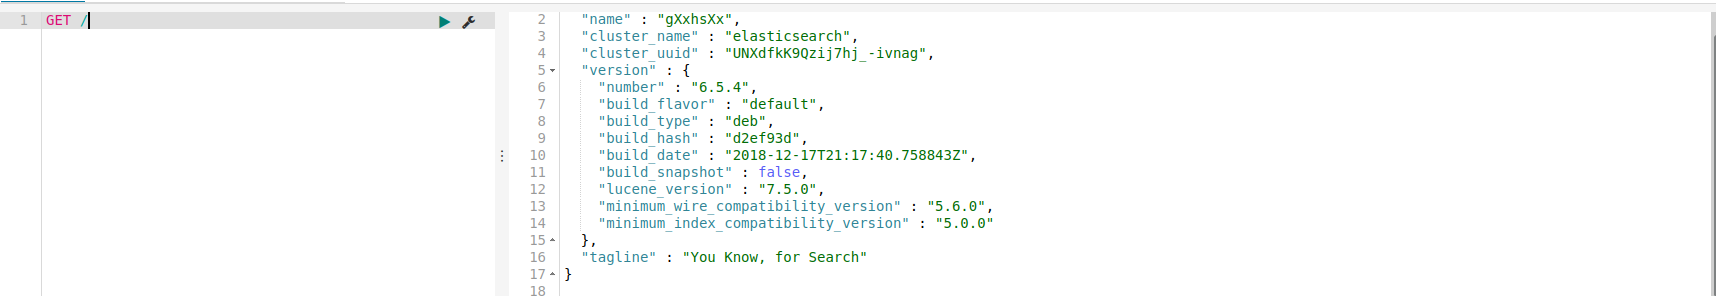 1 GET /
2 "name" : "gXxhsXx",
3 "cluster_name" : "elasticsearch",
4 "cluster_uuid" : "UNXdfkK9Qzij7hj_-ivnag",
5 "version" : {
6 "number" : "6.5.4",
7 "build_flavor" : "default",
8 "build_type" : "deb",
9 "build_hash" : "d2ef93d",
10 "build_date" : "2018-12-17T21:17:40.758843Z",
11 "build_snapshot" : false,
12 "lucene_version" : "7.5.0",
13 "minimum_wire_compatibility_version" : "5.6.0",
14 "minimum_index_compatibility_version" : "5.0.0"
15 },
16 "tagline" : "You Know, for Search"
17 }
18